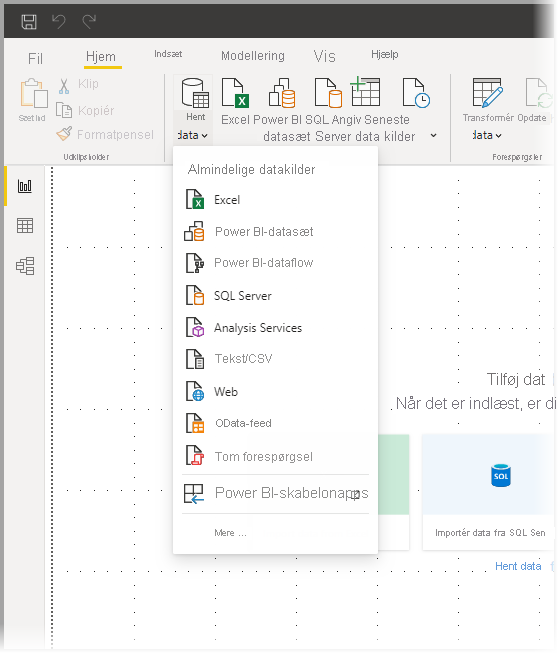 Fil Hjem Indsæt Modellering Vis Hjælp
Klip
Kopiér
Formatpensel
Udklipsholder
Hent
data
Excel Power BI SQL Angiv Seneste
datasæt Server data kilder
Transformér Opdate
data
Forespørgsler
Almindelige datakilder
Excel
Power BI-datasæt
Power BI-dataflow
SQL Server
Analysis Services
Tekst/CSV
Web
OData-feed
Tom forespørgsel
Power BI-skabelonapps
Mere ...
Tilføj dat
Når det er indlæst, er di
SQL
Importér data fra SQL Sen
Hent data